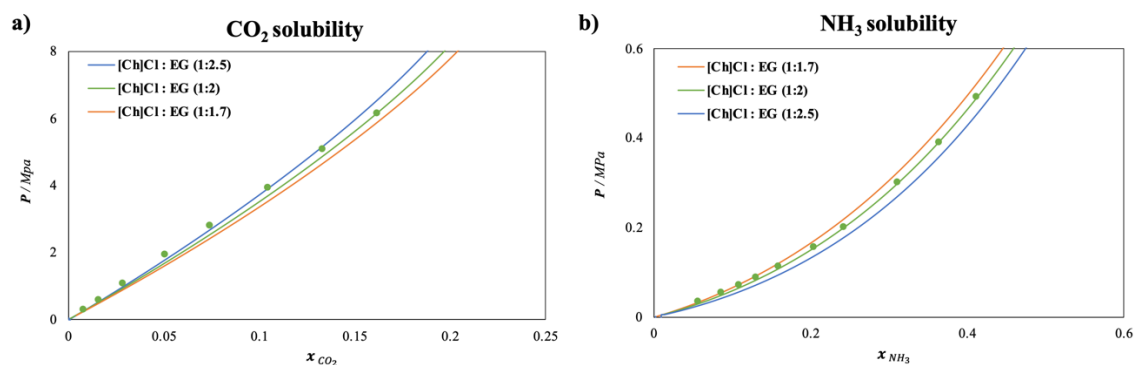 a)
CO₂ solubility
8
6
4
2
0
P / Mpa
[Ch]Cl : EG (1:2.5)
[Ch]Cl : EG (1:2)
[Ch]Cl : EG (1:1.7)
0 0.05 0.1 0.15 0.2 0.25
x CO₂
b)
NH₃ solubility
0.6
0.4
0.2
0
P / MPa
[Ch]Cl : EG (1:1.7)
[Ch]Cl : EG (1:2)
[Ch]Cl : EG (1:2.5)
0 0.2 0.4 0.6
x NH₃